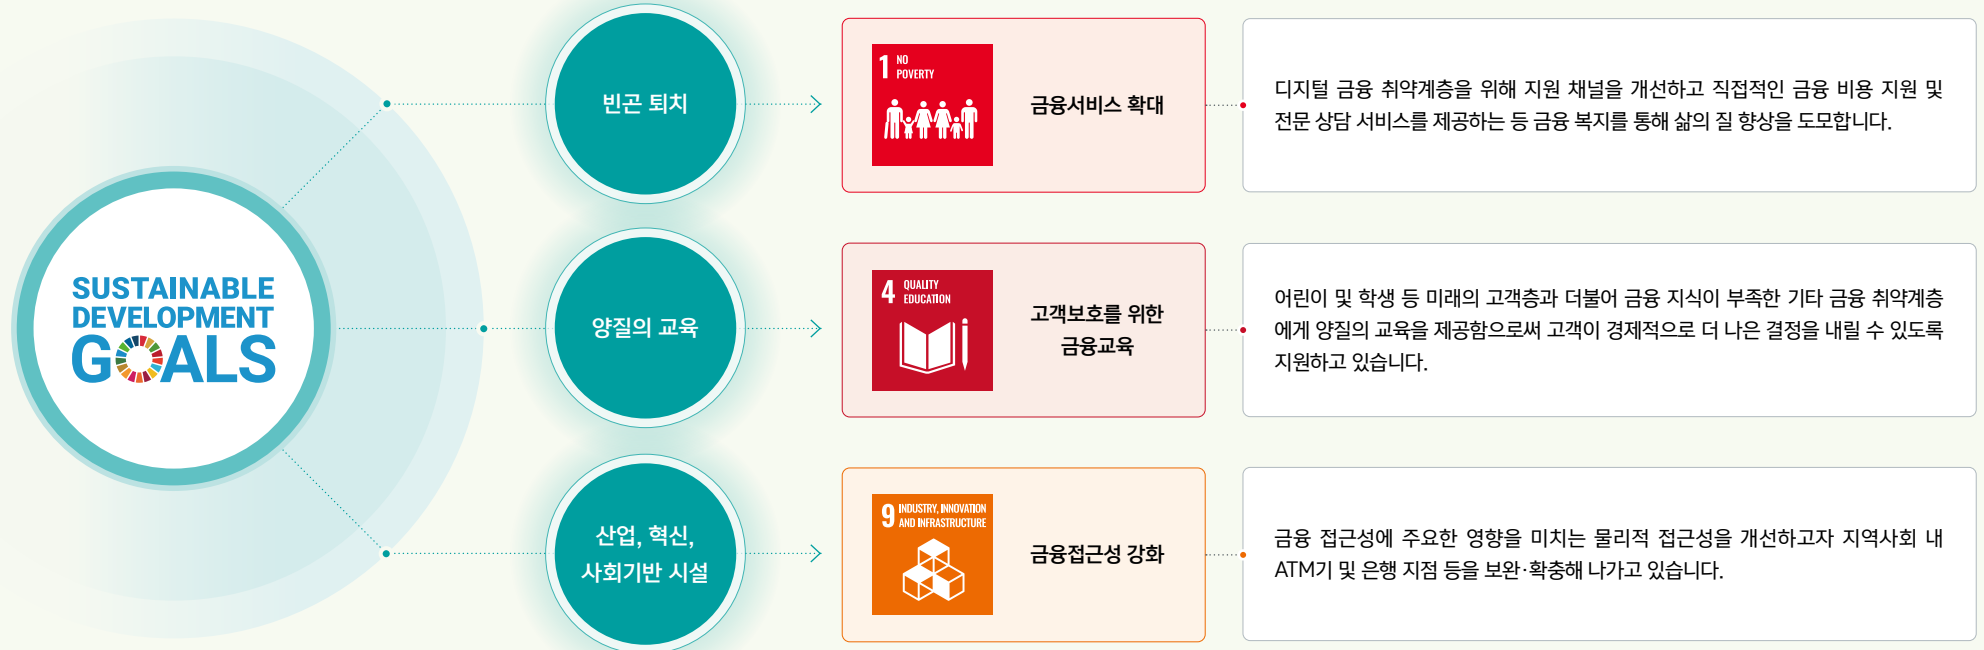 SUSTAINABLE
DEVELOPMENT
GOALS
빈곤 퇴치
1 NO
POVERTY
금융서비스 확대
디지털 금융 취약계층을 위해 지원 채널을 개선하고 직접적인 금융 비용 지원 및
전문 상담 서비스를 제공하는 등 금융 복지를 통해 삶의 질 향상을 도모합니다.
양질의 교육
4 QUALITY
EDUCATION
고객보호를 위한
금융교육
어린이 및 학생 등 미래의 고객층과 더불어 금융 지식이 부족한 기타 금융 취약계층
에게 양질의 교육을 제공함으로써 고객이 경제적으로 더 나은 결정을 내릴 수 있도록
지원하고 있습니다.
산업, 혁신,
사회기반 시설
9 INDUSTRY, INNOVATION
AND INFRASTRUCTURE
금융접근성 강화
금융 접근성에 주요한 영향을 미치는 물리적 접근성을 개선하고자 지역사회 내
ATM기 및 은행 지점 등을 보완·확충해 나가고 있습니다.